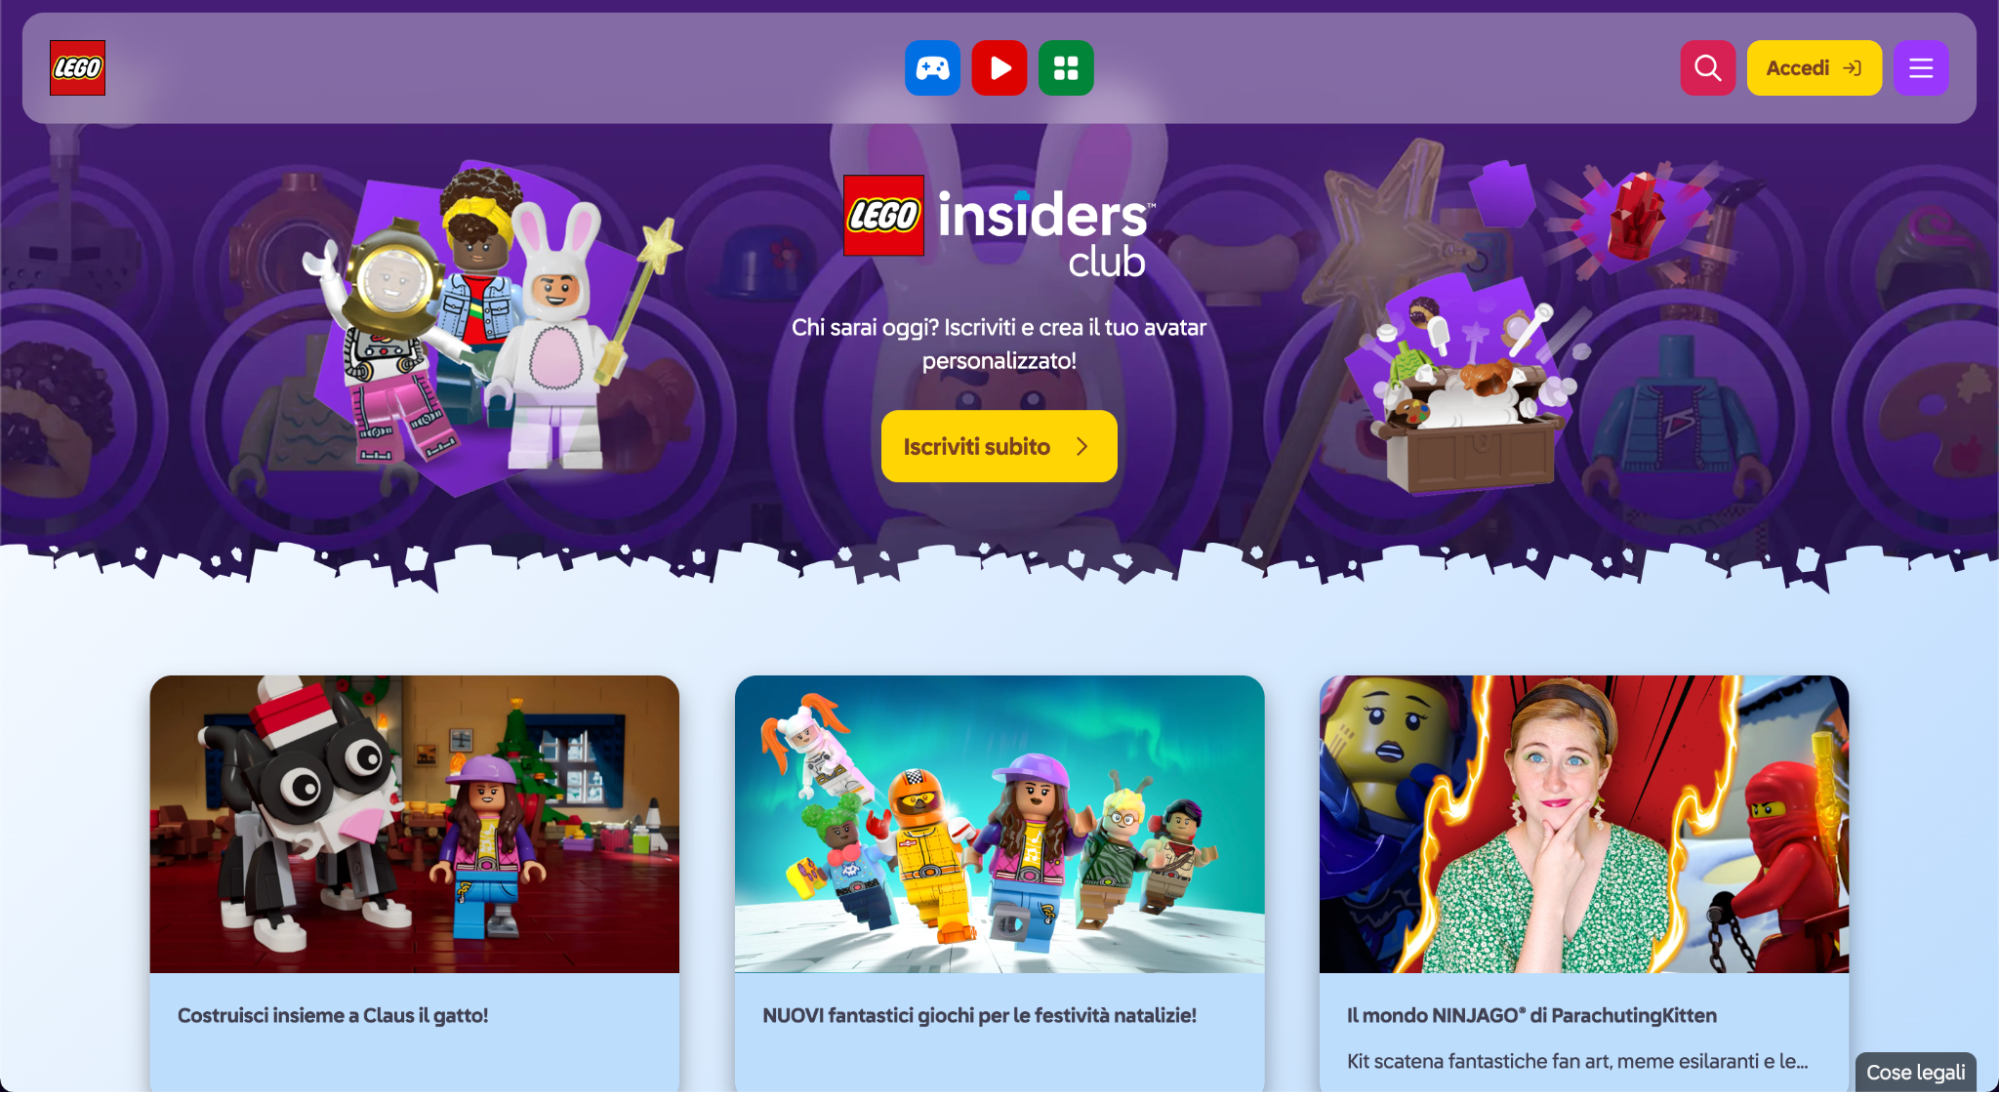 LEGO
Accedi
LEGO insiders™
club
Chi sarai oggi? Iscriviti e crea il tuo avatar
personalizzato!
Iscriviti subito
Costruisci insieme a Claus il gatto!
NUOVI fantastici giochi per le festività natalizie!
Il mondo NINJAGO® di ParachutingKitten
Kit scatena fantastiche fan art, meme esilaranti e le...
Cose legali